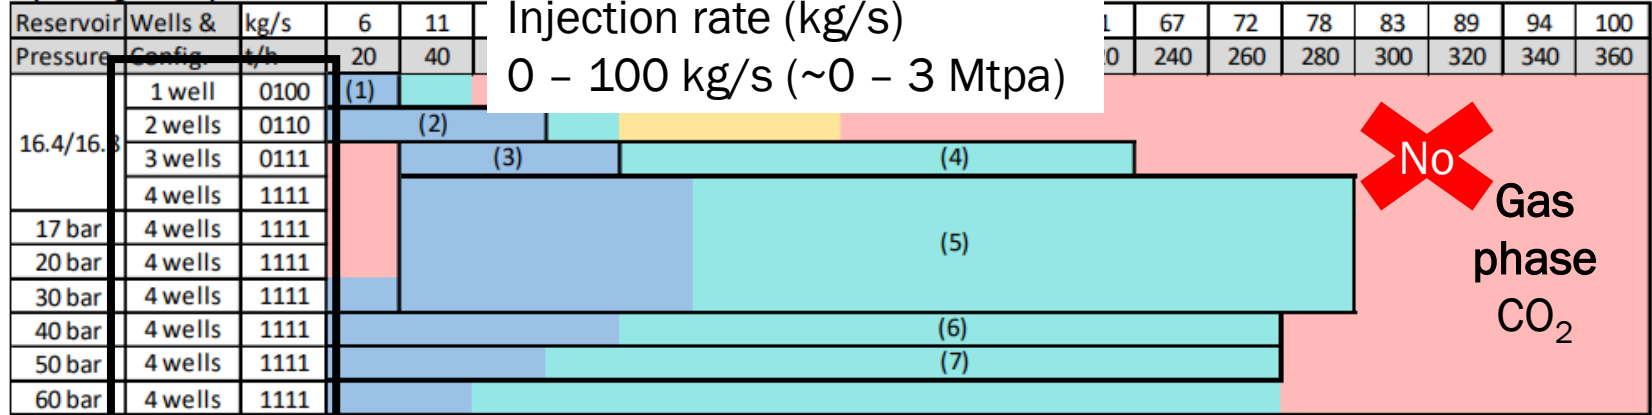 Injection rate (kg/s)
0 – 100 kg/s (~0 – 3 Mtpa)
Reservoir Wells & kg/s 6 11 67 72 78 83 89 94 100
Pressure Config. t/h 20 40 240 260 280 300 320 340 360
1 well 0100 (1)
2 wells 0110 (2)
16.4/16.8
3 wells 0111 (3) (4)
4 wells 1111
17 bar 4 wells 1111 (5)
20 bar 4 wells 1111
30 bar 4 wells 1111
40 bar 4 wells 1111 (6)
50 bar 4 wells 1111 (7)
60 bar 4 wells 1111
No
Gas
phase
CO₂